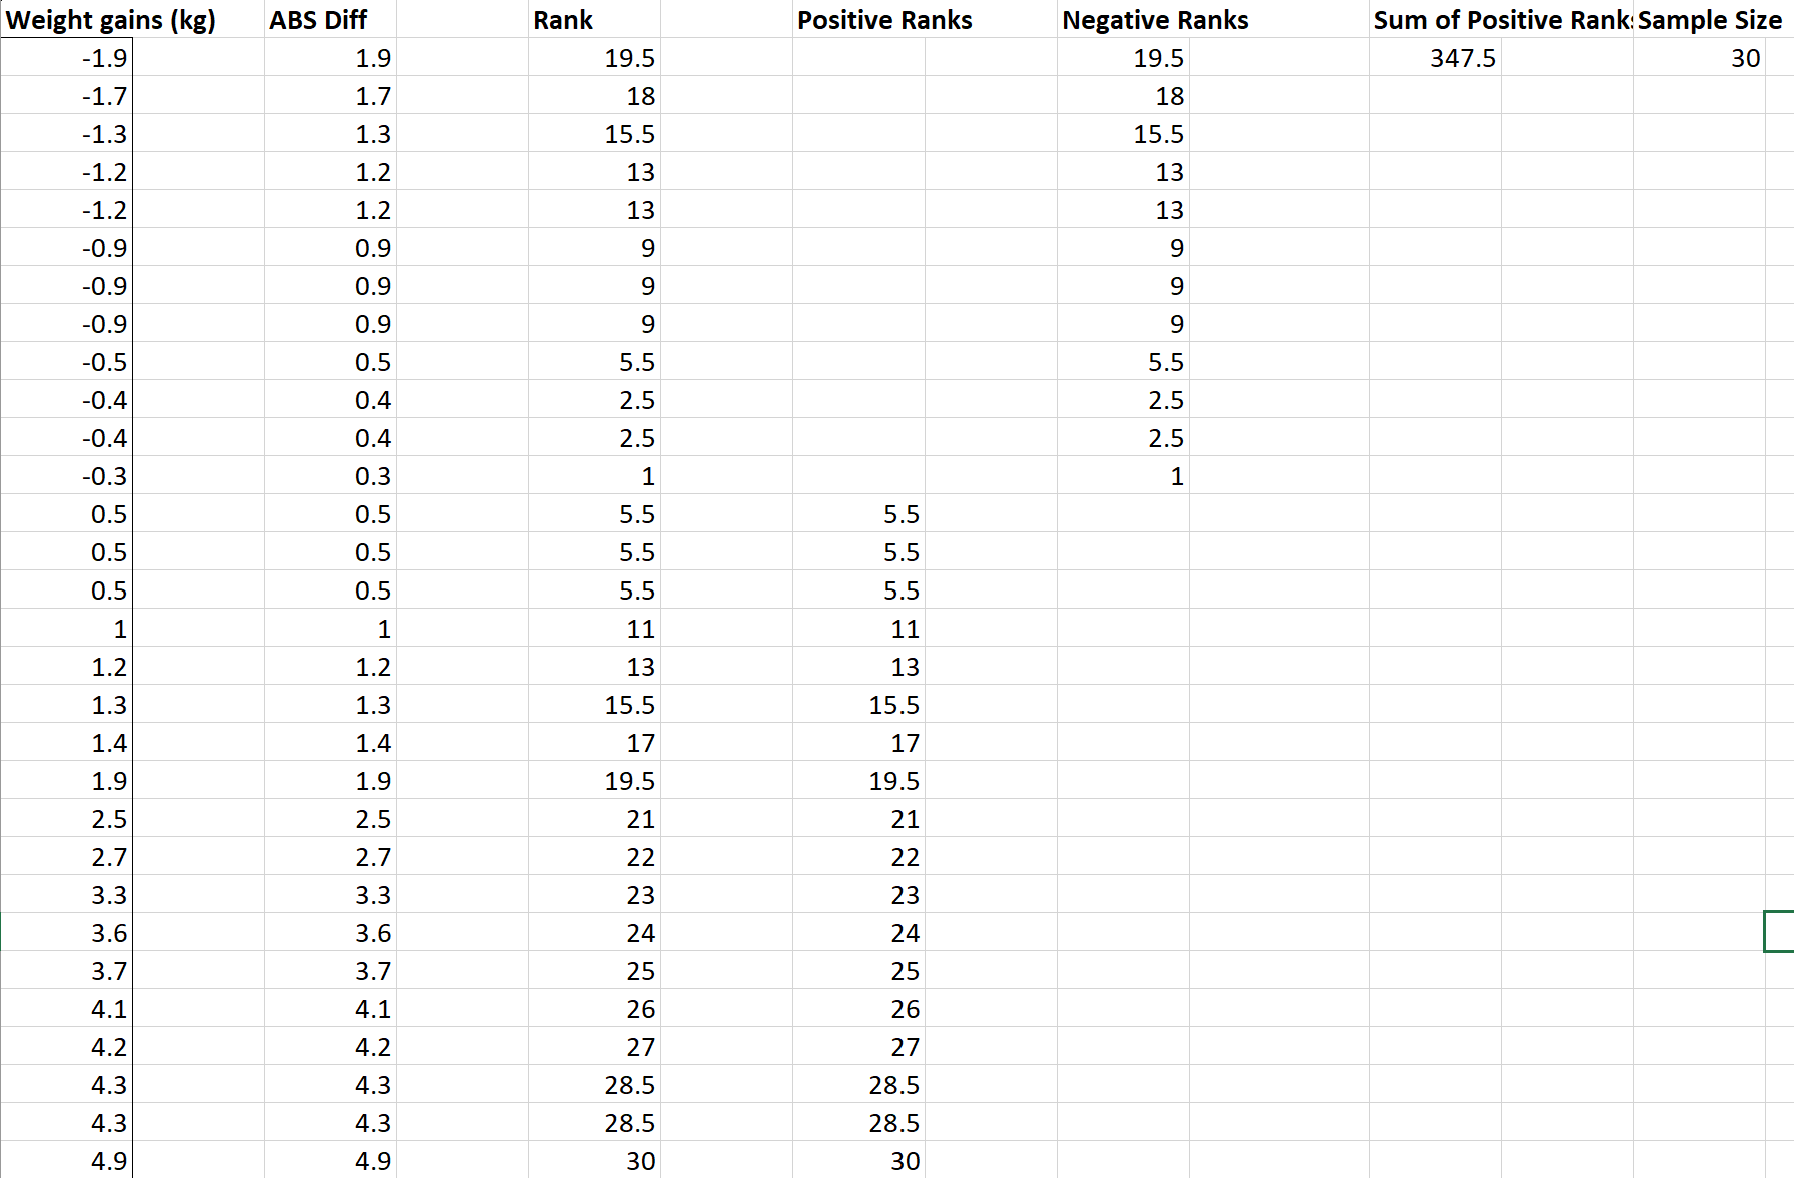 Weight gains (kg) ABS Diff Rank Positive Ranks Negative Ranks Sum of Positive Ranks Sample Size
-1.9 1.9 19.5 19.5 347.5 30
-1.7 1.7 18 18
-1.3 1.3 15.5 15.5
-1.2 1.2 13 13
-1.2 1.2 13 13
-0.9 0.9 9 9
-0.9 0.9 9 9
-0.9 0.9 9 9
-0.5 0.5 5.5 5.5
-0.4 0.4 2.5 2.5
-0.4 0.4 2.5 2.5
-0.3 0.3 1 1
0.5 0.5 5.5 5.5
0.5 0.5 5.5 5.5
0.5 0.5 5.5 5.5
1 1 11 11
1.2 1.2 13 13
1.3 1.3 15.5 15.5
1.4 1.4 17 17
1.9 1.9 19.5 19.5
2.5 2.5 21 21
2.7 2.7 22 22
3.3 3.3 23 23
3.6 3.6 24 24
3.7 3.7 25 25
4.1 4.1 26 26
4.2 4.2 27 27
4.3 4.3 28.5 28.5
4.3 4.3 28.5 28.5
4.9 4.9 30 30